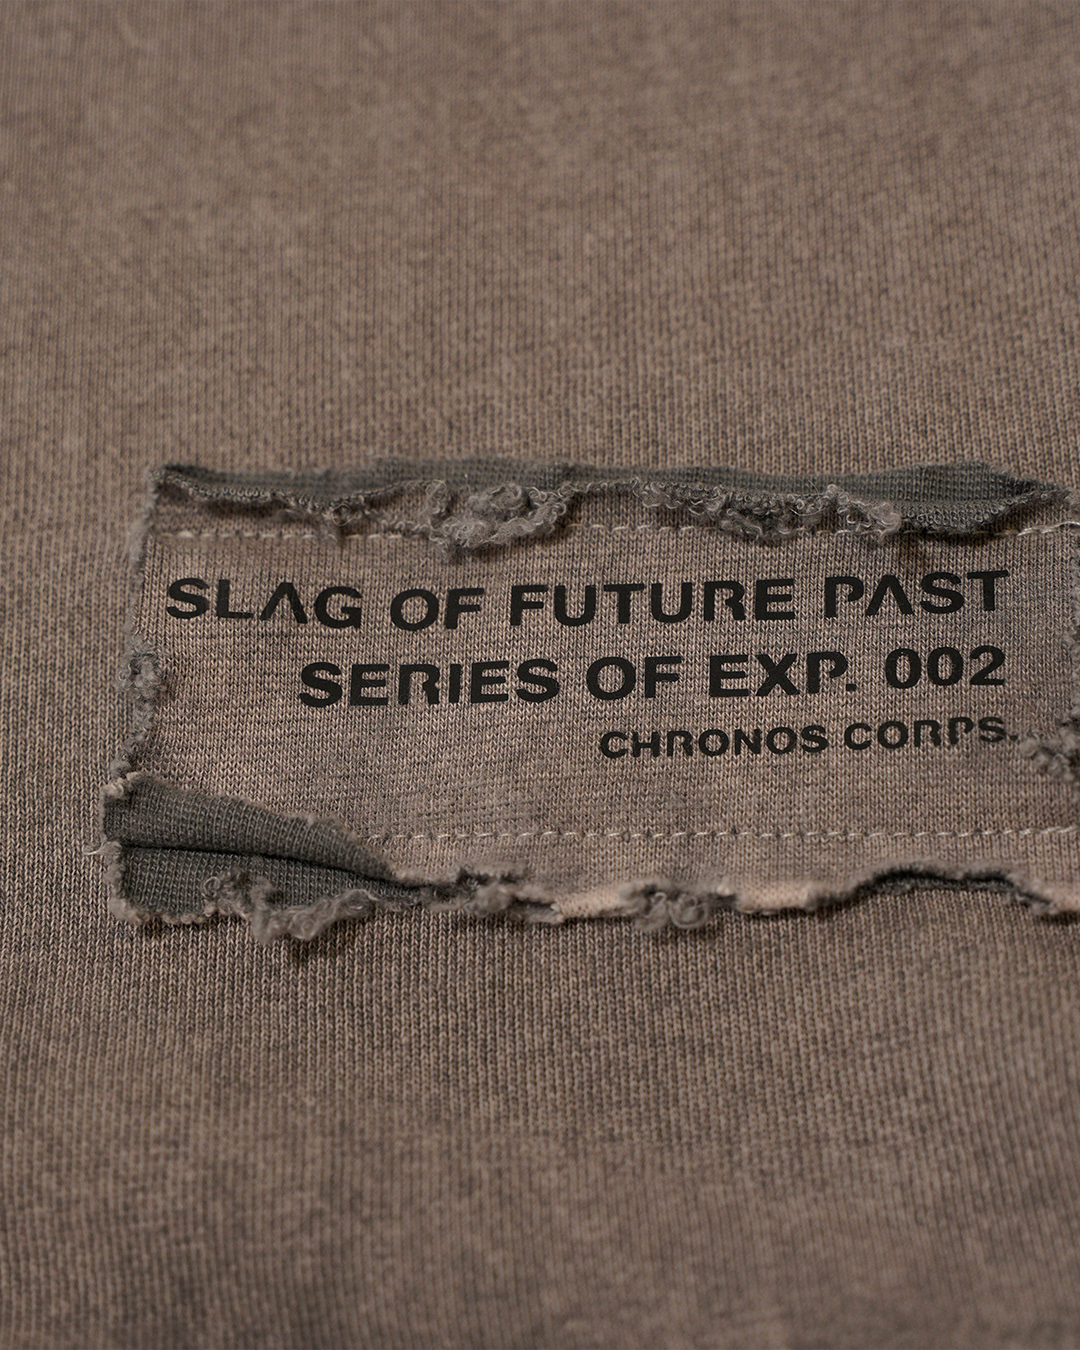 SLAG OF FUTURE PAST
SERIES OF EXP. 002
CHRONOS CORPS.